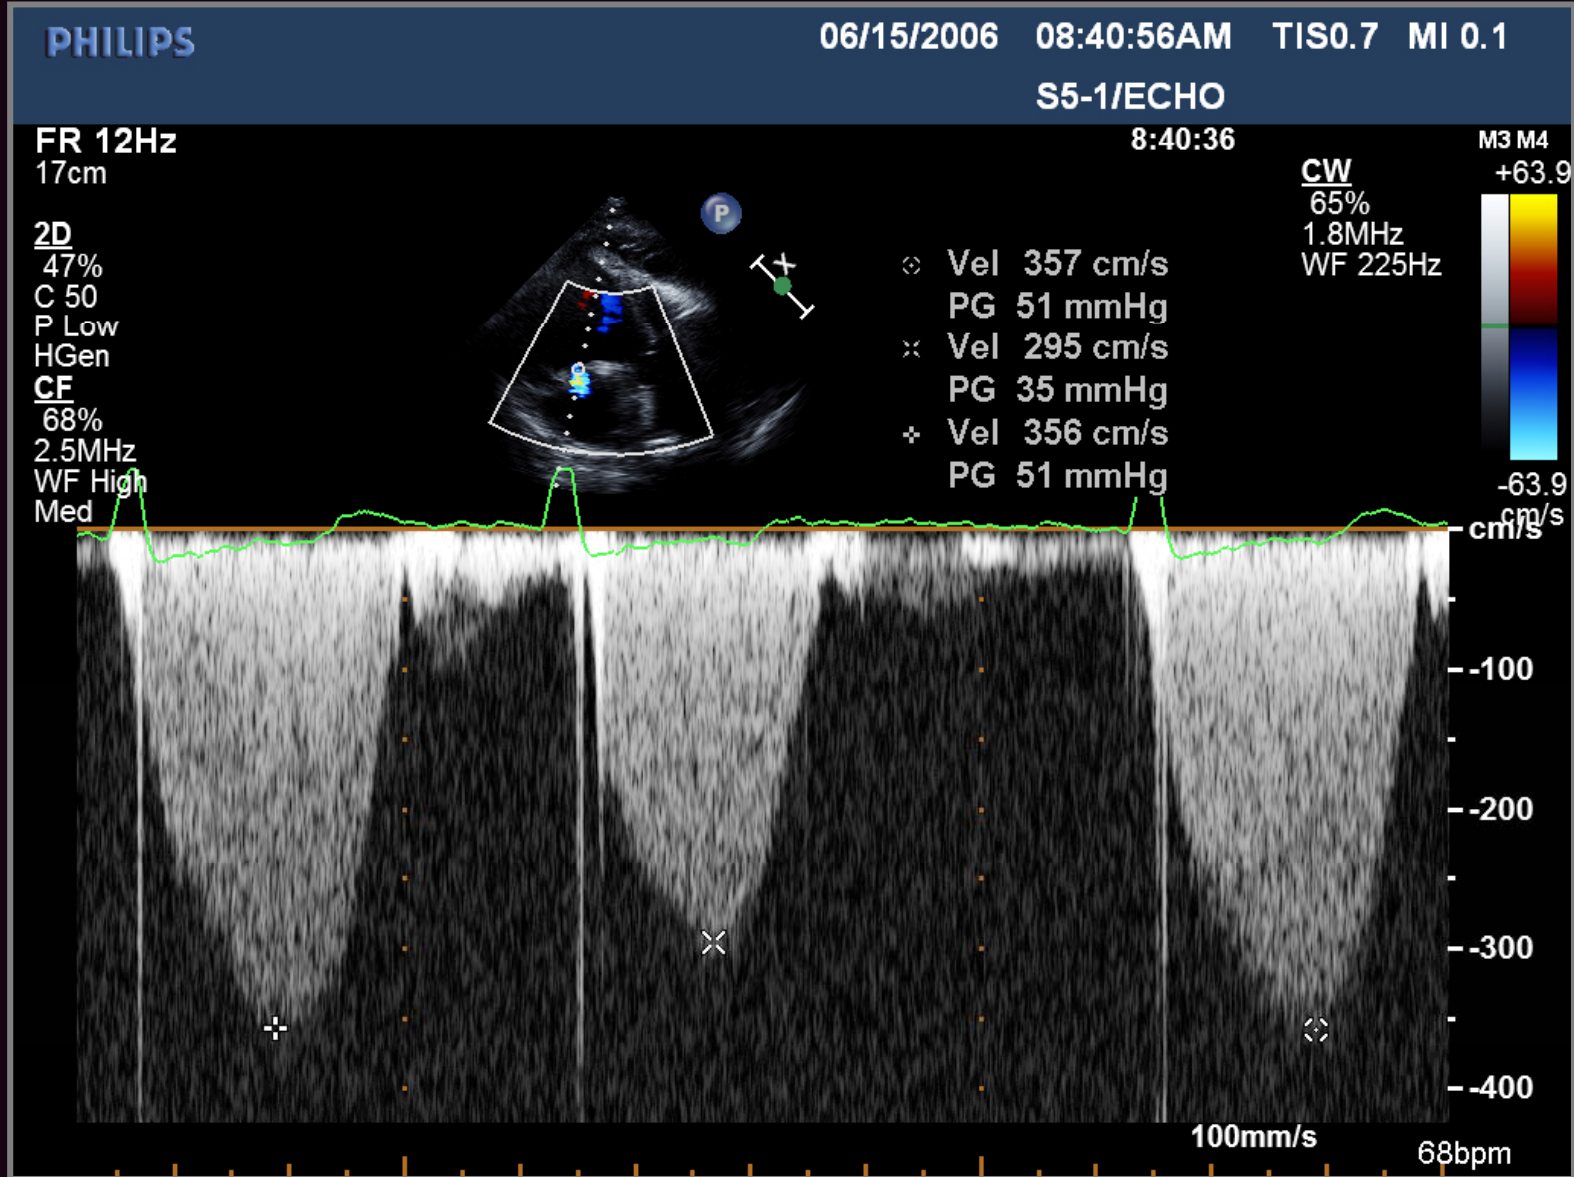 PHILIPS
06/15/2006 08:40:56AM TIS0.7 MI 0.1
S5-1/ECHO
FR 12Hz
17cm
2D
47%
C 50
P Low
HGen
CF
68%
2.5MHz
WF High
Med
8:40:36
P
X
Vel 357 cm/s
PG 51 mmHg
Vel 295 cm/s
PG 35 mmHg
Vel 356 cm/s
PG 51 mmHg
CW
65%
1.8MHz
WF 225Hz
M3 M4
+63.9
-63.9
cm/s
cm/s
-100
-200
-300
-400
100mm/s
68bpm